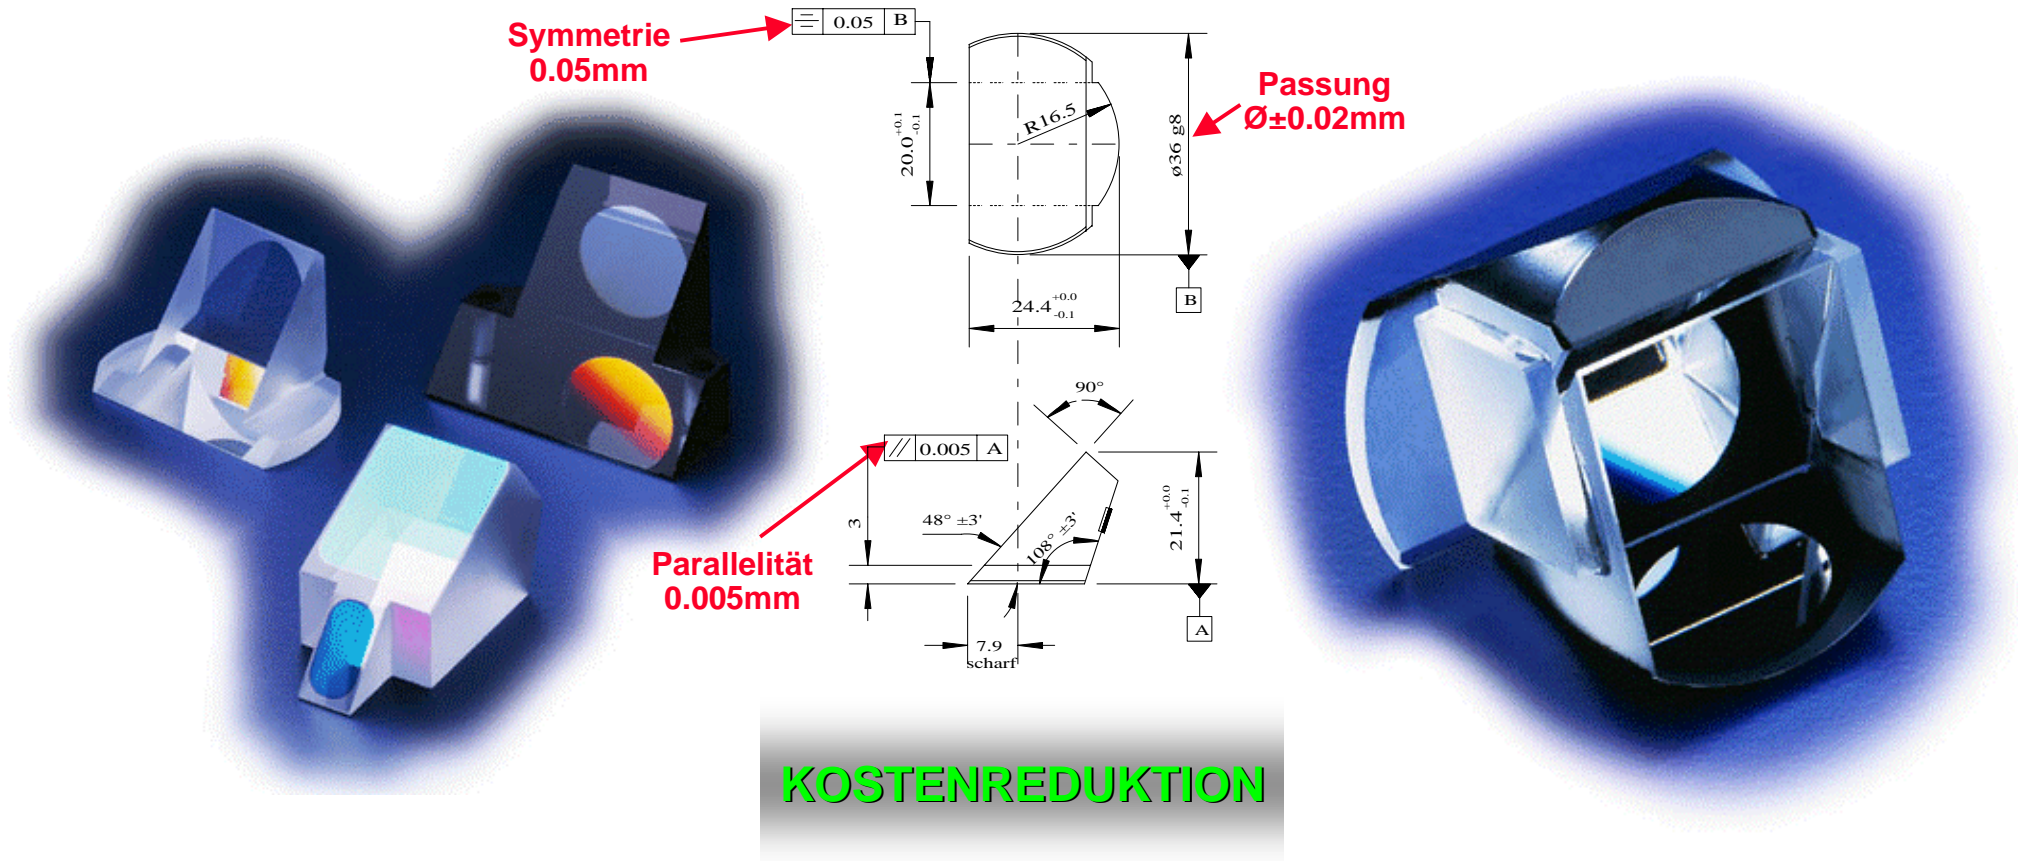 Symmetrie
0.05mm
0.05 B
Passung
Ø±0.02mm
R16.5
20.0 +0.1 -0.1
ø36 g8
B
24.4 +0.0 -0.1
90°
// 0.005 A
3
48° ±3'
108° ±3'
21.4 +0.0 -0.1
Parallelität
0.005mm
A
7.9
scharf
KOSTENREDUKTION